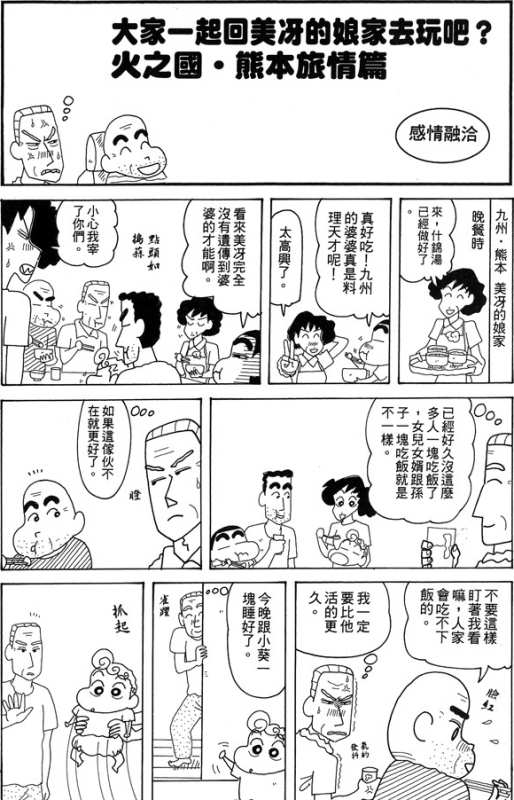 大家一起回美冴的娘家去玩吧？
火之國・熊本旅情篇
感情融洽
九州・熊本 美冴的娘家
晚餐時
來，什錦湯
已經做好了
真好吃！九州
的婆婆真是料
理天才呢！
太高興了。
看來美冴完全
沒有遺傳到婆
婆的才能啊。
點頭如
搗蒜
小心我宰
了你們。
已經好久沒這麼
多人一塊吃飯了
，女兒女婿跟孫
子一塊吃飯就是
不一樣。
瞪
如果這傢伙不
在就更好了。
不要這樣
盯著我看
嘛，人家
會吃不下
飯的。
臉紅
我一定
要比他
活的更
久。
氣的
發抖
今晚跟小葵一
塊睡好了。
雀躍
抓起